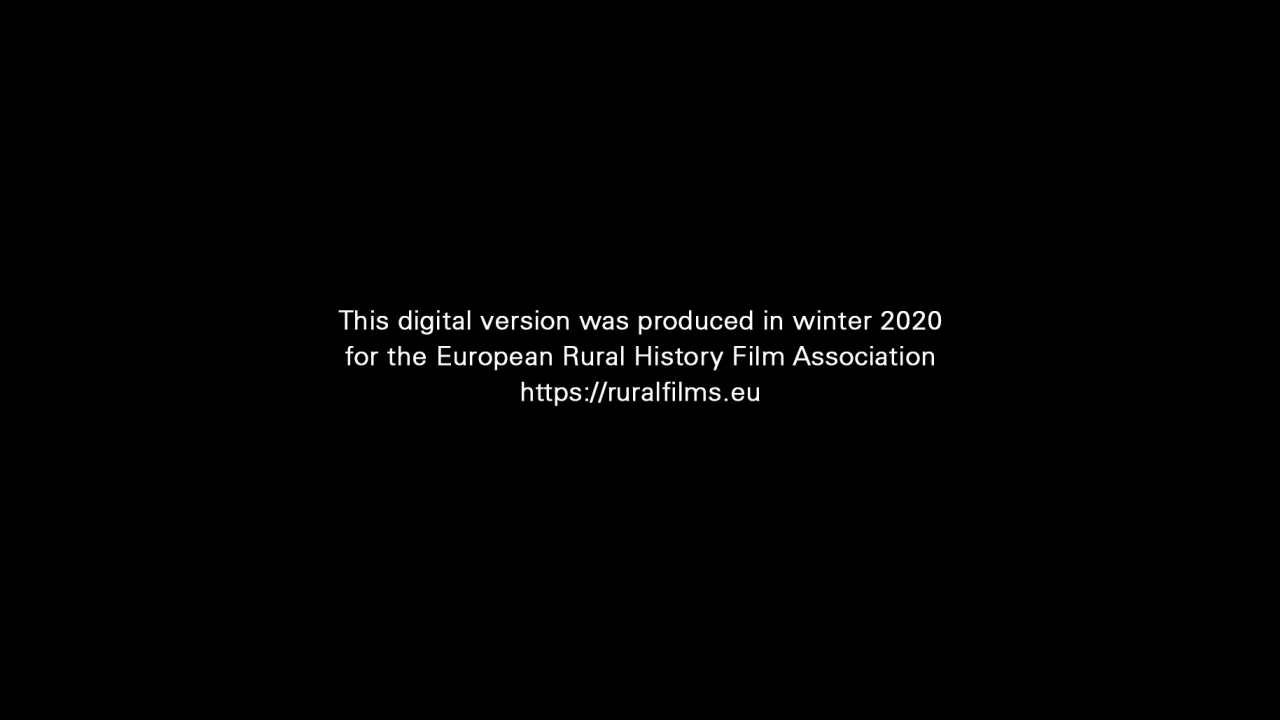 This digital version was produced in winter 2020
for the European Rural History Film Association
https://ruralfilms.eu